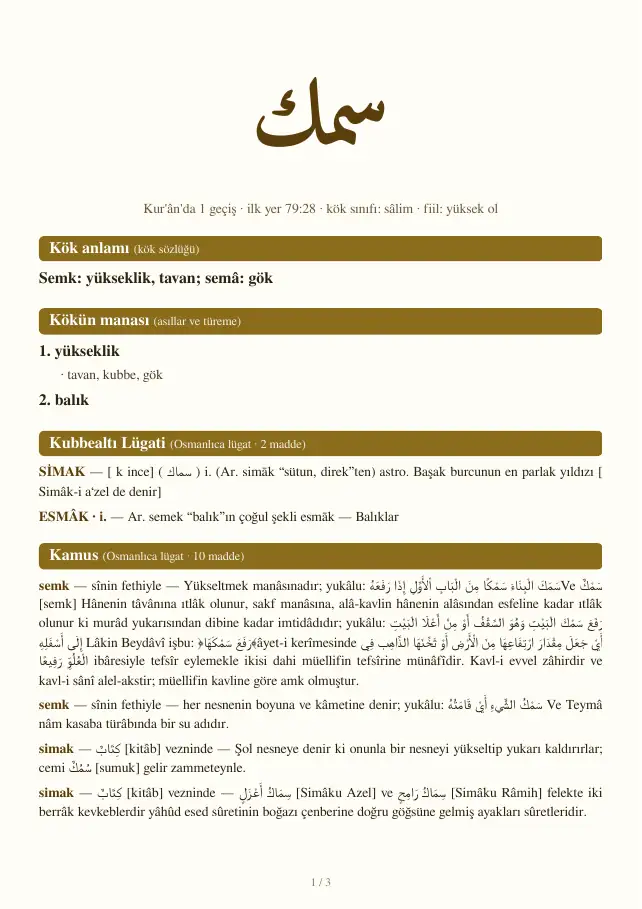 سمك
Kur'ân'da 1 geçiş · ilk yer 79:28 · kök sınıfı: sâlim · fiil: yüksek ol
Kök anlamı (kök sözlüğü)
Semk: yükseklik, tavan; semâ: gök
Kökün manası (asıllar ve türeme)
1. yükseklik
· tavan, kubbe, gök
2. balık
Kubbealtı Lügati (Osmanlıca lügat · 2 madde)
SİMAK — [ k ince] ( سماك ) i. (Ar. simāk “sütun, direk”ten) astro. Başak burcunun en parlak yıldızı [
Simâk-i a‘zel de denir]
ESMÂK · i. — Ar. semek “balık”ın çoğul şekli esmāk — Balıklar
Kamus (Osmanlıca lügat · 10 madde)
semk — sînin fethiyle — Yükseltmek manâsınadır; yukâlu: سَمَكَ الْبِنَاءَ سَمْكًا مِنَ الْبَابِ الْأَوَّلِ إِذَا رَفَعَهُ Ve سَمْكٌ
[semk] Hânenin tâvânına ıtlâk olunur, sakf manâsına, alâ-kavlin hânenin alâsından esfeline kadar ıtlâk
olunur ki murâd yukarısından dibine kadar imtidâdıdır; yukâlu: رَفَعَ سَمْكَ الْبَيْتِ وَهُوَ السَّقْفُ أَوْ مِنْ أَعْلَا الْبَيْتِ
إِلَى أَسْفَلِهِ Lâkin Beydâvî işbu: ﴿رَفَعَ سَمْكَهَا﴾ âyet-i kerîmesinde أَيْ جَعَلَ مِقْدَارَ ارْتِفَاعِهَا مِنَ الْأَرْضِ أَوْ ثَخْنَهَا الذَّاهِبَ فِي
الْعُلُوِّ رَفِيعًا ibâresiyle tefsîr eylemekle ikisi dahi müellifin tefsîrine münâfîdir. Kavl-i evvel zâhirdir ve
kavl-i sânî alel-akstir; müellifin kavline göre amk olmuştur.
semk — sînin fethiyle — her nesnenin boyuna ve kâmetine denir; yukâlu: سَمْكُ الشَّيْءِ أَيْ قَامَتُهُ Ve Teymâ
nâm kasaba türâbında bir su adıdır.
simak — كِتَابٌ [kitâb] vezninde — Şol nesneye denir ki onunla bir nesneyi yükseltip yukarı kaldırırlar;
cemi سُمُكٌ [sumuk] gelir zammeteynle.
simak — كِتَابٌ [kitâb] vezninde — سِمَاكُ أَعْزَلٍ [Simâku Azel] ve سِمَاكُ رَامِحٍ [Simâku Râmih] felekte iki
berrâk kevkeblerdir yâhûd esed sûretinin boğazı çenberine doğru göğsüne gelmiş ayakları sûretleridir.
1 / 3